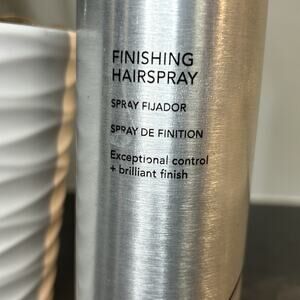 FINISHING
HAIRSPRAY
SPRAY FIJADOR
SPRAY DE FINITION
Exceptional control
+ brilliant finish